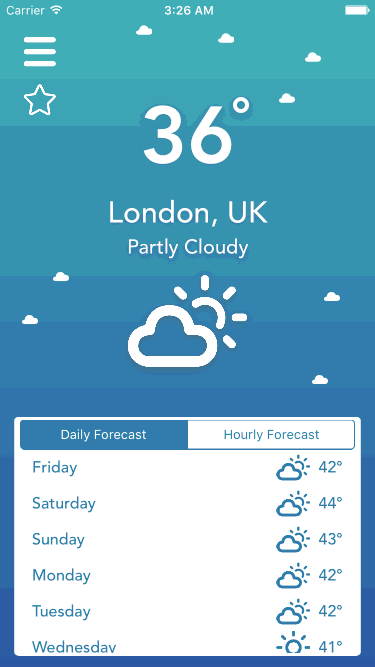 Carrier 3:26 AM
36°
London, UK
Partly Cloudy
Daily Forecast Hourly Forecast
Friday 42°
Saturday 44°
Sunday 43°
Monday 42°
Tuesday 42°
Wednesday 41°